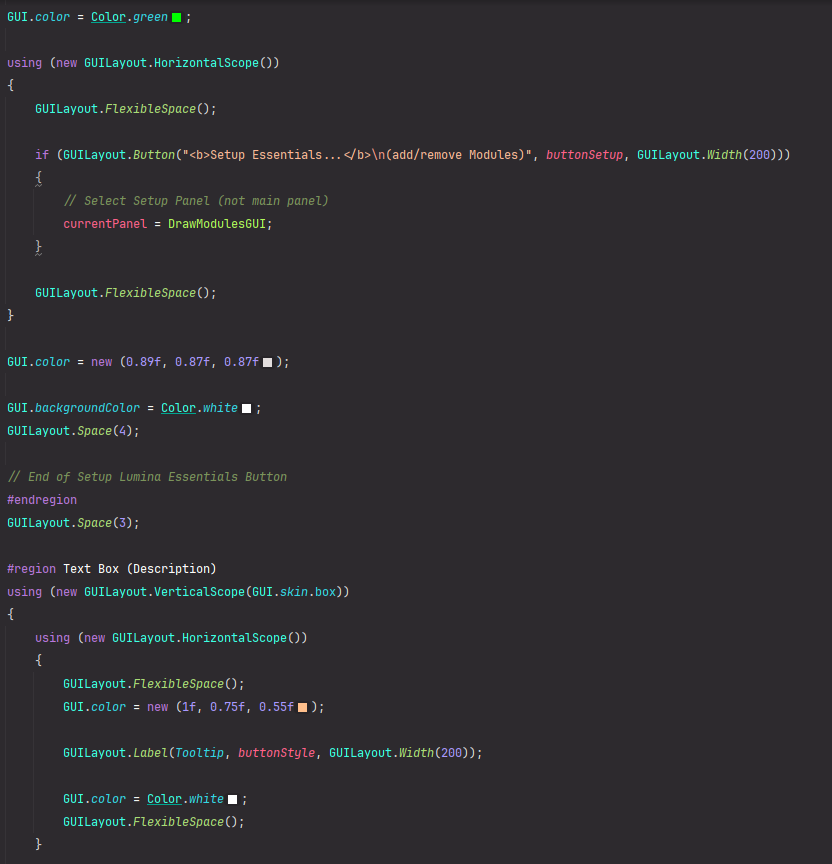 GUI.color = Color.green;
using (new GUILayout.HorizontalScope())
{
GUILayout.FlexibleSpace();
if (GUILayout.Button("<b>Setup Essentials...</b>\n(add/remove Modules)", buttonSetup, GUILayout.Width(200)))
{
// Select Setup Panel (not main panel)
currentPanel = DrawModulesGUI;
}
GUILayout.FlexibleSpace();
}
GUI.color = new (0.89f, 0.87f, 0.87f);
GUI.backgroundColor = Color.white;
GUILayout.Space(4);
// End of Setup Lumina Essentials Button
#endregion
GUILayout.Space(3);
#region Text Box (Description)
using (new GUILayout.VerticalScope(GUI.skin.box))
{
using (new GUILayout.HorizontalScope())
{
GUILayout.FlexibleSpace();
GUI.color = new (1f, 0.75f, 0.55f);
GUILayout.Label(Tooltip, buttonStyle, GUILayout.Width(200));
GUI.color = Color.white;
GUILayout.FlexibleSpace();
}